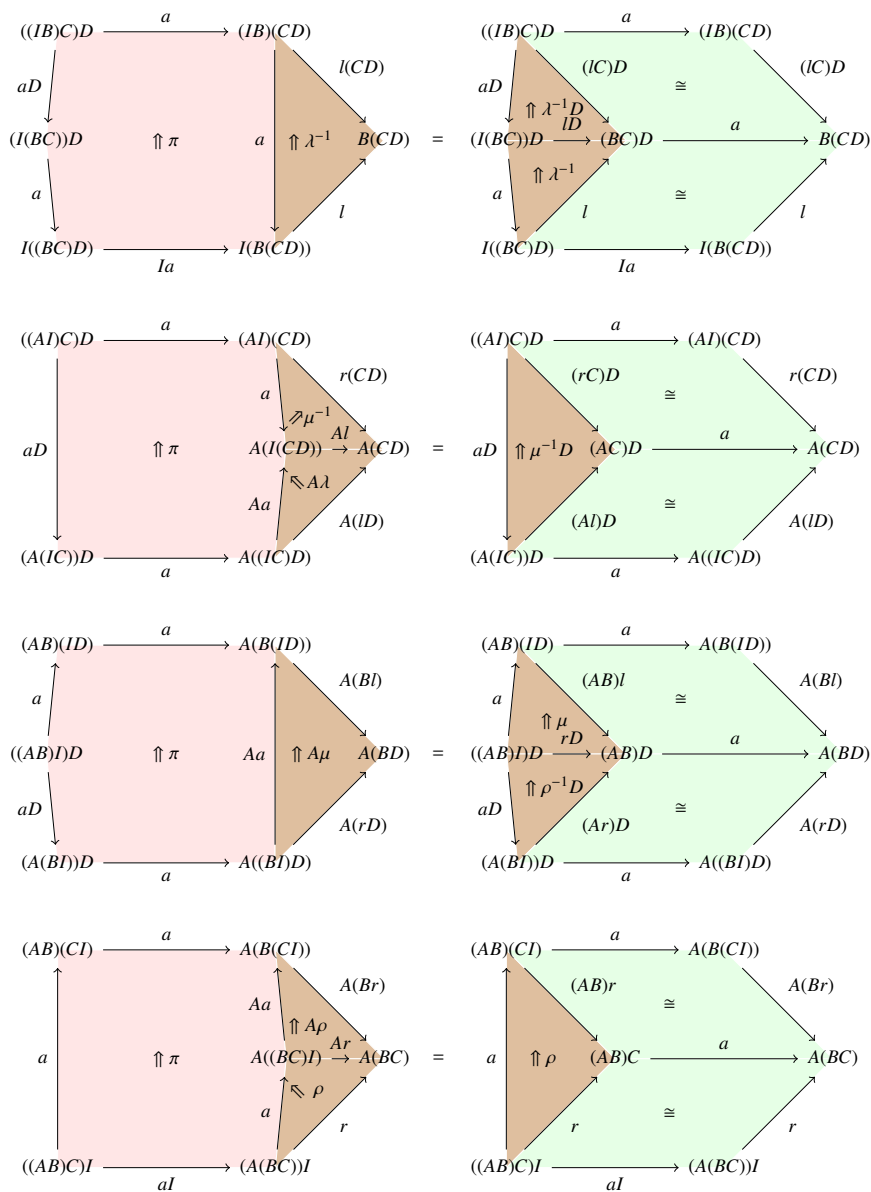 a a
((IB)C)D (IB)(CD) ((IB)C)D (IB)(CD)
l(CD) (lC)D (lC)D
aD aD ≅
⇑ λ⁻¹D
lD a
(I(BC))D ⇑ π a ⇑ λ⁻¹ B(CD) = (I(BC))D (BC)D B(CD)
⇑ λ⁻¹
a l a l ≅ l
I((BC)D) I(B(CD)) I((BC)D) I(B(CD))
Ia Ia
a a
((AI)C)D (AI)(CD) ((AI)C)D (AI)(CD)
r(CD) (rC)D r(CD)
a ≅
⇗ μ⁻¹
Al a
aD ⇑ π A(I(CD)) A(CD) = aD ⇑ μ⁻¹D (AC)D A(CD)
⇖ Aλ
Aa A(lD) (Al)D ≅ A(lD)
(A(IC))D A((IC)D) (A(IC))D A((IC)D)
a a
a a
(AB)(ID) A(B(ID)) (AB)(ID) A(B(ID))
A(Bl) (AB)l A(Bl)
a a ≅
⇑ μ
rD a
((AB)I)D ⇑ π Aa ⇑ Aμ A(BD) = ((AB)I)D (AB)D A(BD)
⇑ ρ⁻¹D
aD A(rD) aD (Ar)D ≅ A(rD)
(A(BI))D A((BI)D) (A(BI))D A((BI)D)
a a
a a
(AB)(CI) A(B(CI)) (AB)(CI) A(B(CI))
A(Br) (AB)r A(Br)
Aa ≅
⇑ Aρ
Ar a
a ⇑ π A((BC)I) A(BC) = a ⇑ ρ (AB)C A(BC)
⇖ ρ
a r r ≅ r
((AB)C)I (A(BC))I ((AB)C)I (A(BC))I
aI aI